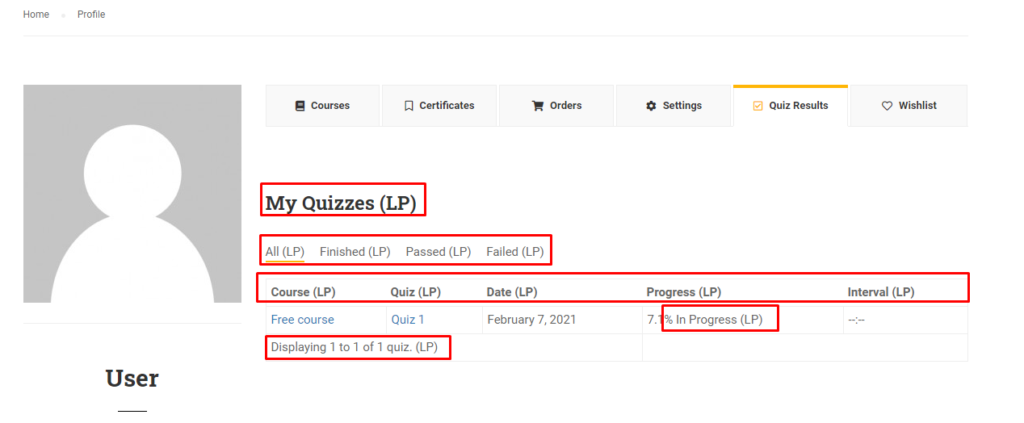 Home Profile
Courses Certificates Orders Settings Quiz Results Wishlist
My Quizzes (LP)
All (LP) Finished (LP) Passed (LP) Failed (LP)
Course (LP) Quiz (LP) Date (LP) Progress (LP) Interval (LP)
Free course Quiz 1 February 7, 2021 7.1% In Progress (LP) --:--
Displaying 1 to 1 of 1 quiz. (LP)
User